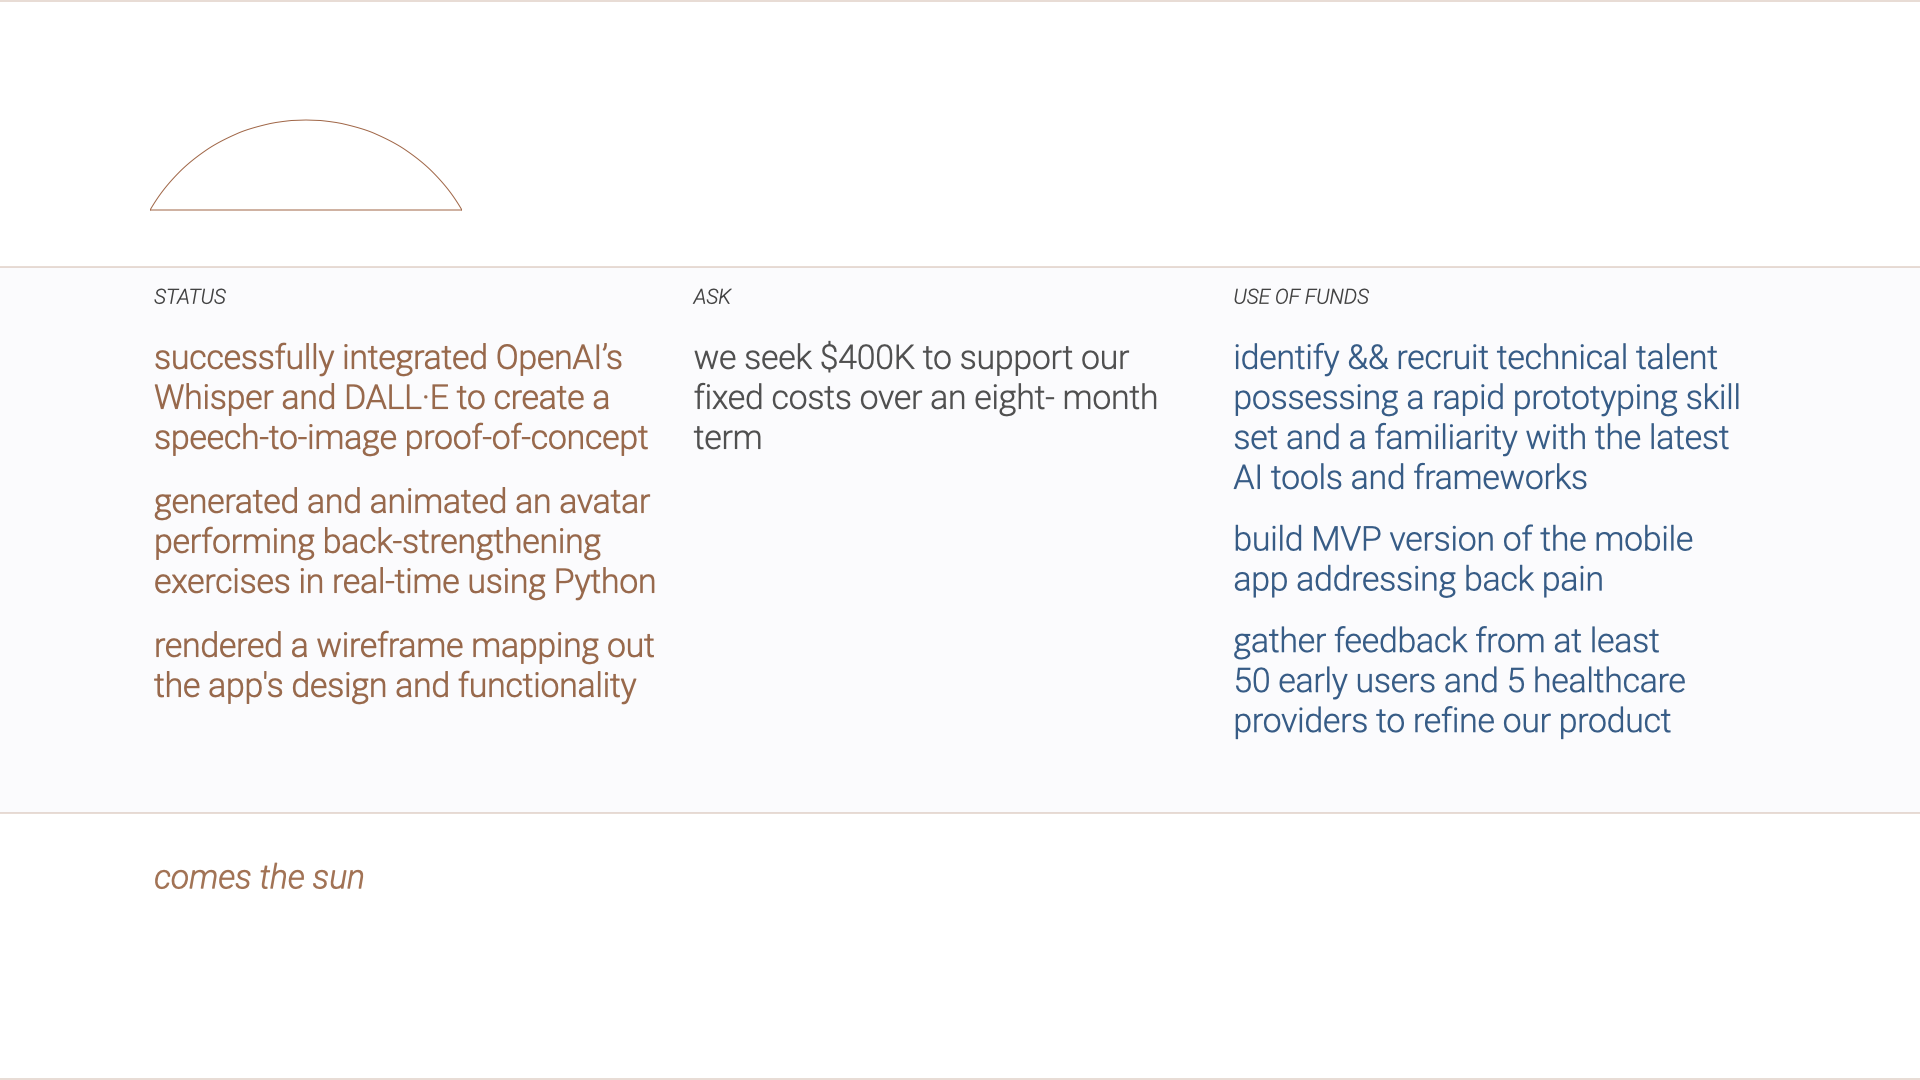 STATUS
successfully integrated OpenAI’s
Whisper and DALL·E to create a
speech-to-image proof-of-concept
generated and animated an avatar
performing back-strengthening
exercises in real-time using Python
rendered a wireframe mapping out
the app's design and functionality
ASK
we seek $400K to support our
fixed costs over an eight- month
term
USE OF FUNDS
identify && recruit technical talent
possessing a rapid prototyping skill
set and a familiarity with the latest
AI tools and frameworks
build MVP version of the mobile
app addressing back pain
gather feedback from at least
50 early users and 5 healthcare
providers to refine our product
comes the sun